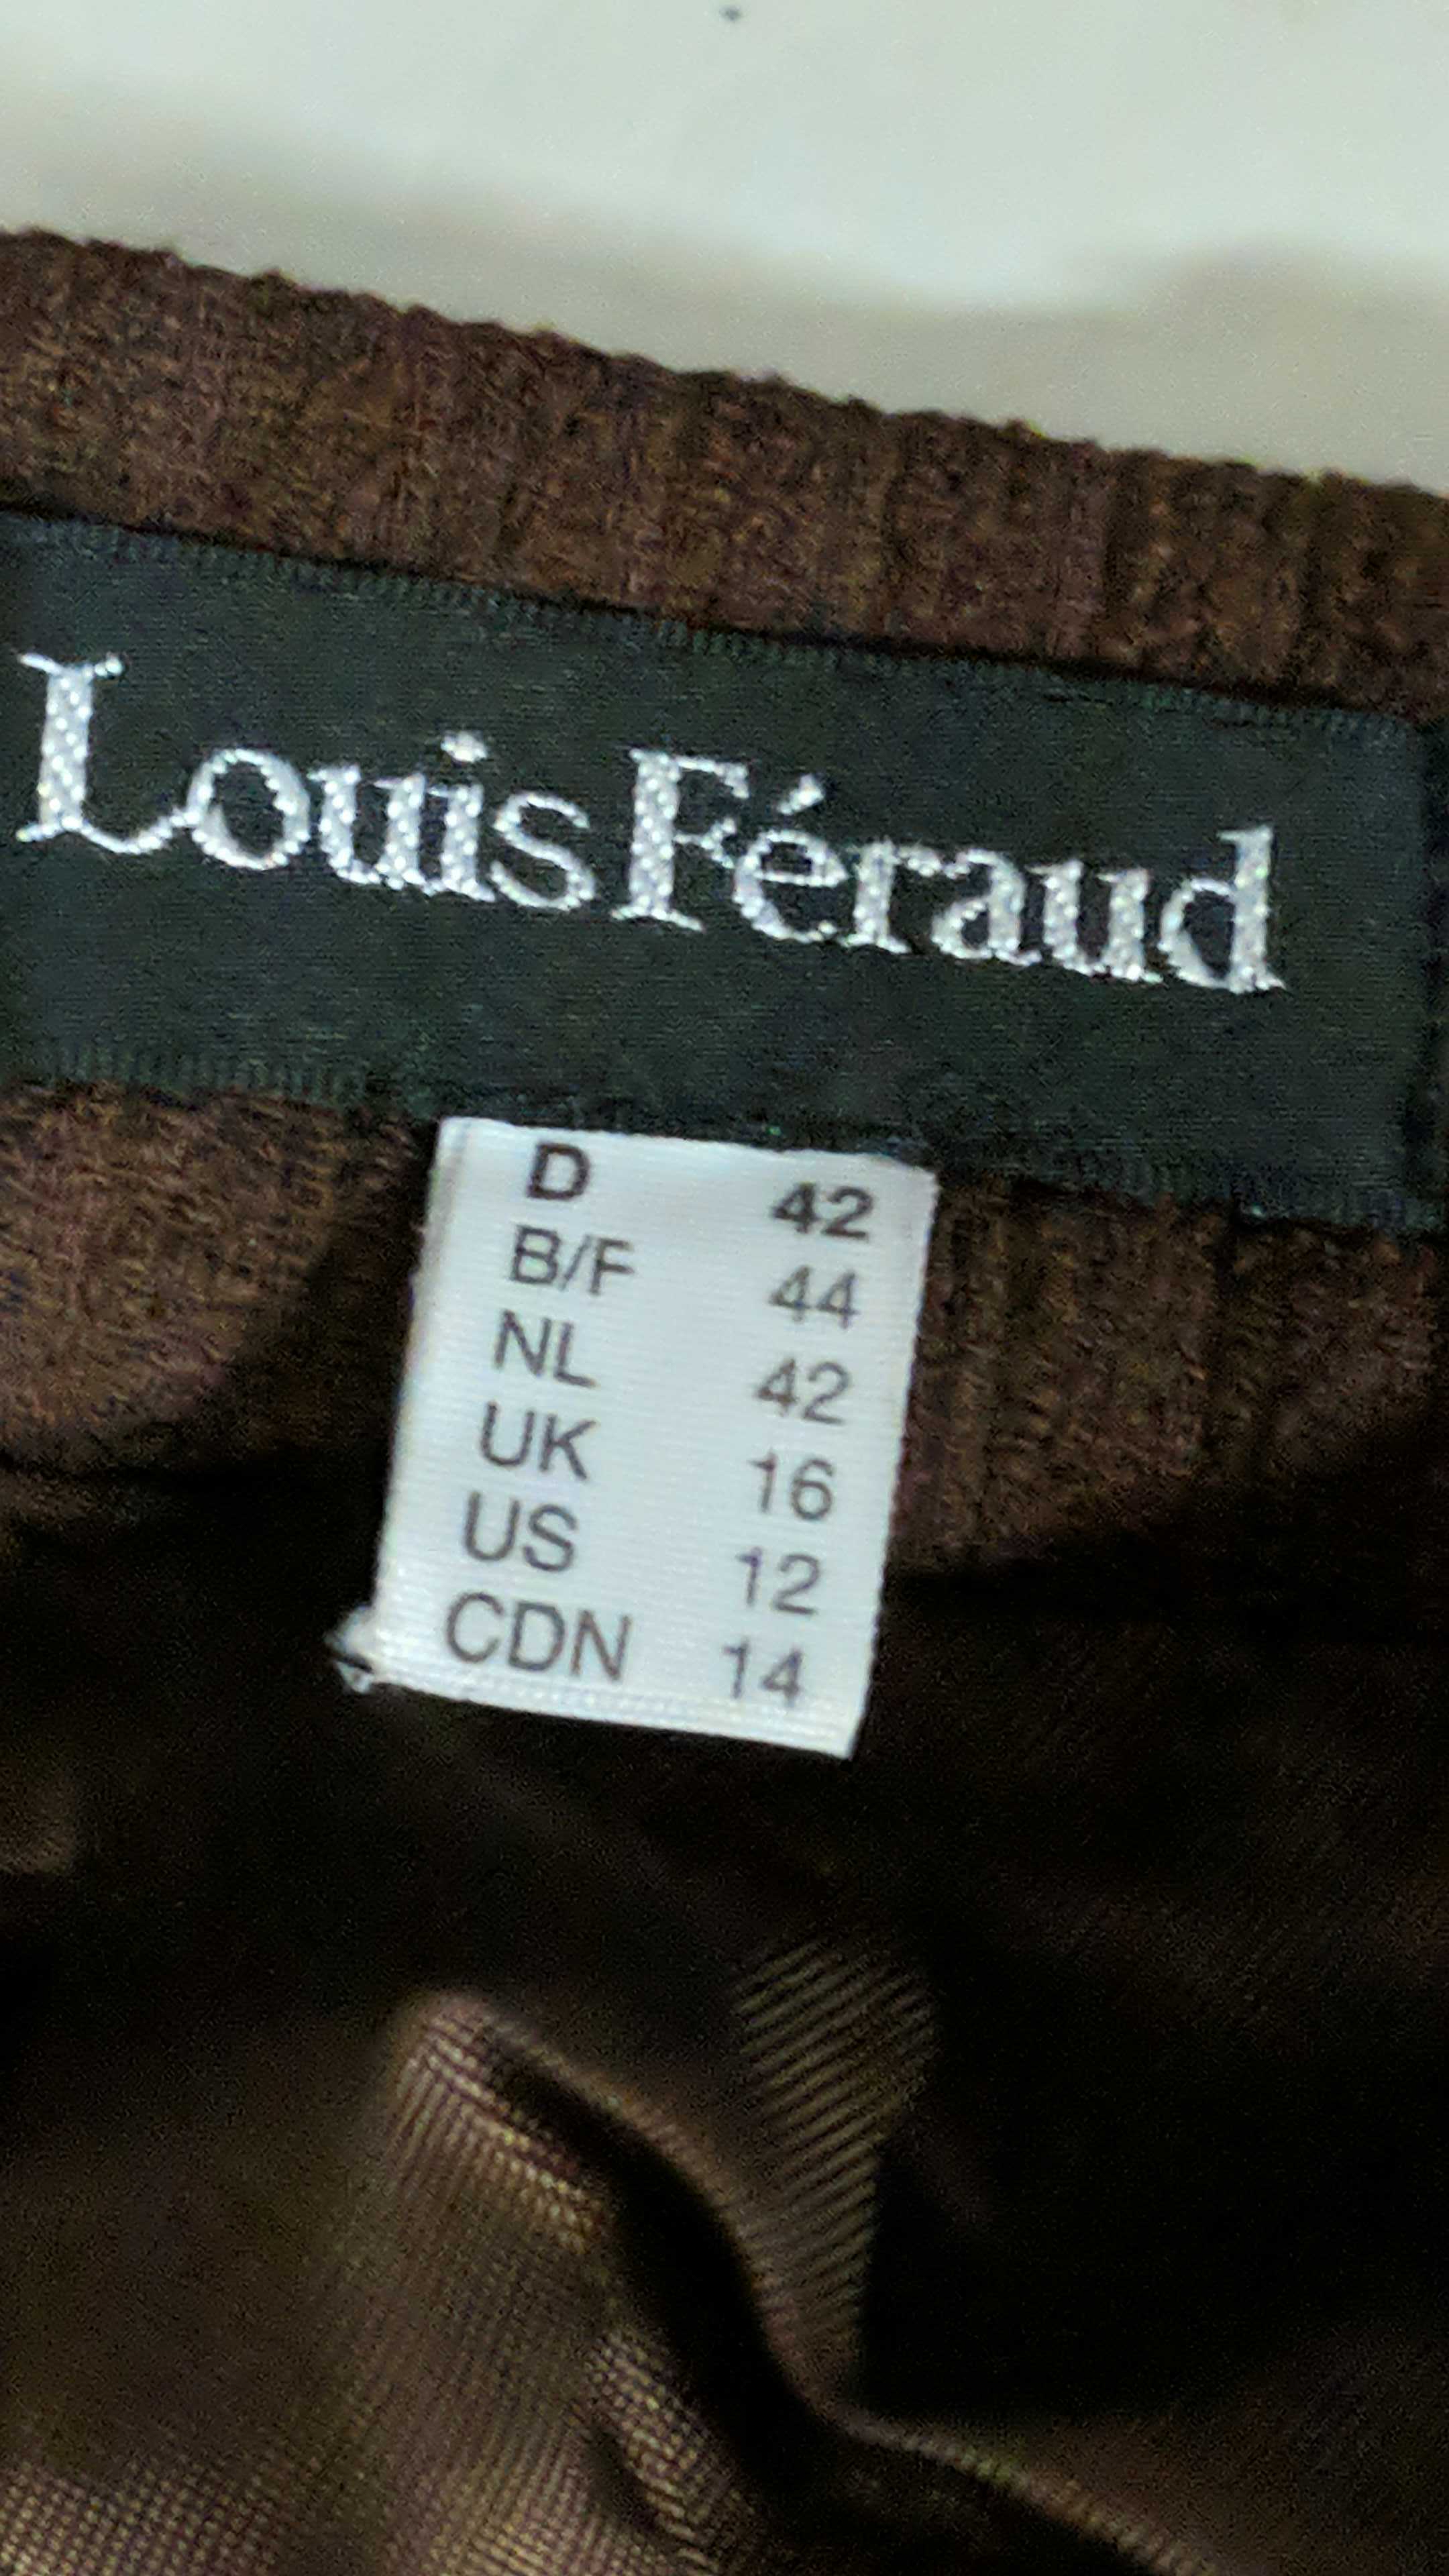 Louis Féraud
D 42
B/F 44
NL 42
UK 16
US 12
CDN 14